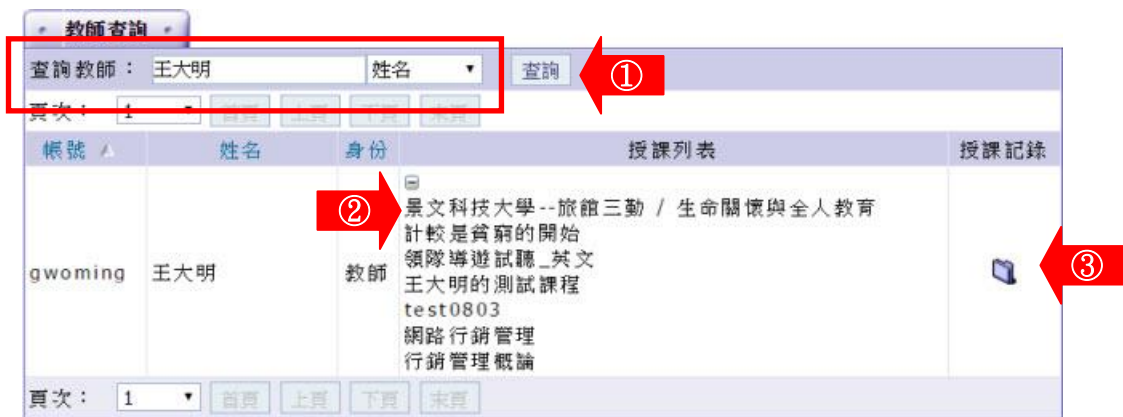 教師查詢
查詢教師： 王大明 姓名 查詢 ①
頁次： 1 首頁 上頁 下頁 末頁
帳號 姓名 身份 授課列表 授課記錄
②
景文科技大學--旅館三勤 / 生命關懷與全人教育
計較是貧窮的開始
領隊導遊試聽_英文
gwoming 王大明 教師 王大明的測試課程 ③
test0803
網路行銷管理
行銷管理概論
頁次： 1 首頁 上頁 下頁 末頁